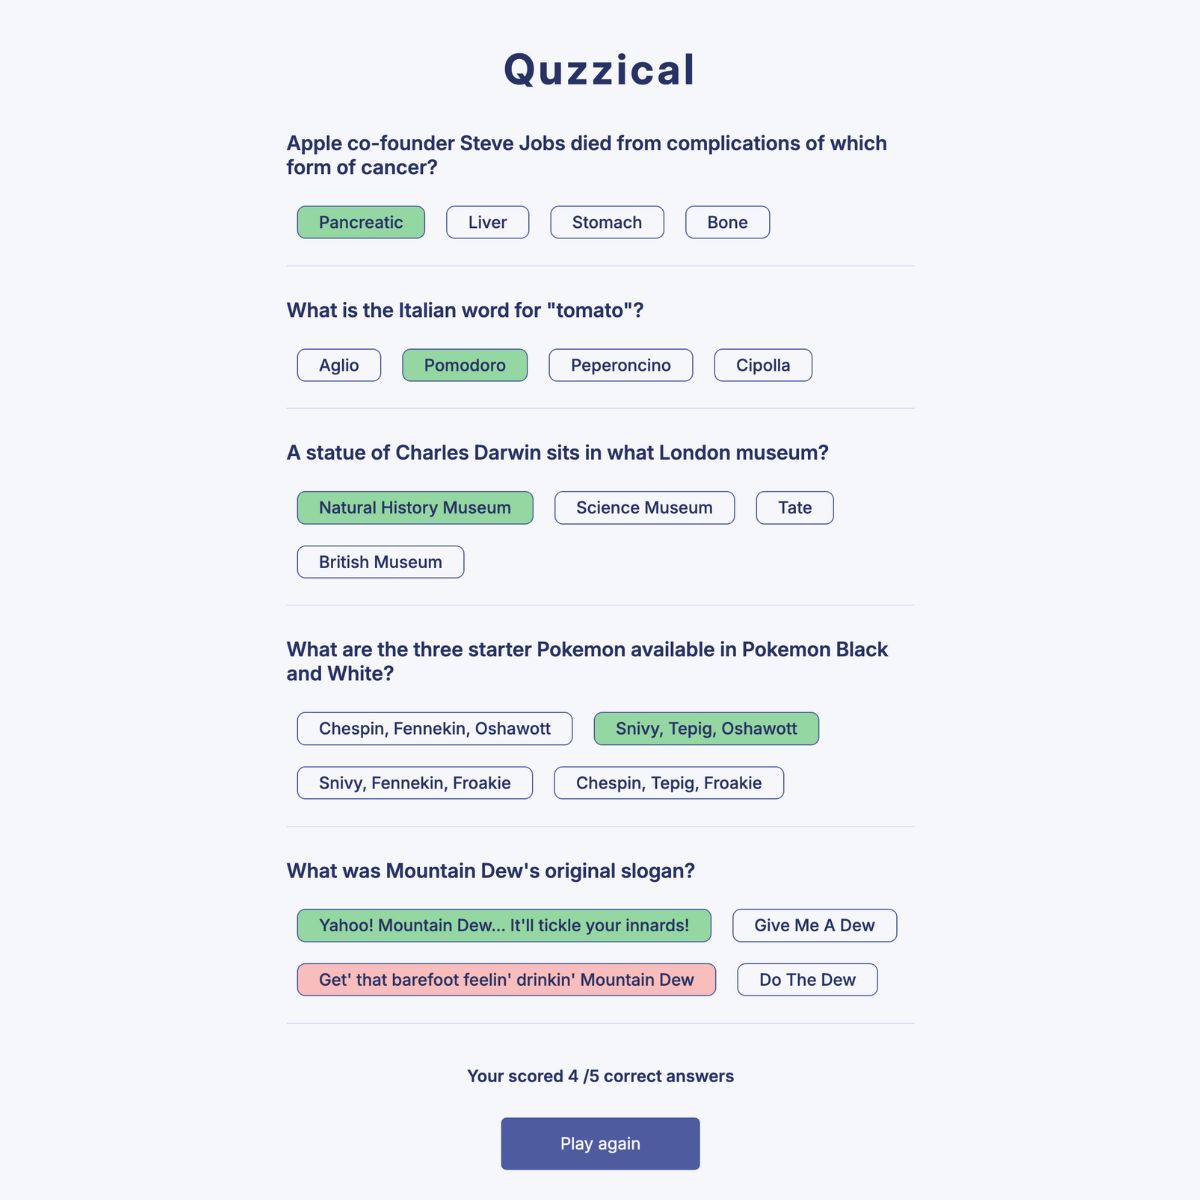 Quzzical
Apple co-founder Steve Jobs died from complications of which
form of cancer?
Pancreatic Liver Stomach Bone
What is the Italian word for "tomato"?
Aglio Pomodoro Peperoncino Cipolla
A statue of Charles Darwin sits in what London museum?
Natural History Museum Science Museum Tate
British Museum
What are the three starter Pokemon available in Pokemon Black
and White?
Chespin, Fennekin, Oshawott Snivy, Tepig, Oshawott
Snivy, Fennekin, Froakie Chespin, Tepig, Froakie
What was Mountain Dew's original slogan?
Yahoo! Mountain Dew... It'll tickle your innards! Give Me A Dew
Get' that barefoot feelin' drinkin' Mountain Dew Do The Dew
Your scored 4 /5 correct answers
Play again